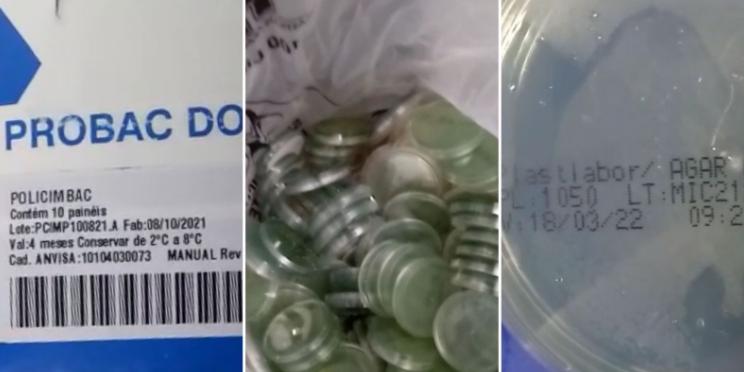 PROBAC DO
POLICIMBAC
Contém 10 painéis
Lote:PCIMP100821.A Fab:08/10/2021
Val:4 meses Conservar de 2°C a 8°C
Cad. ANVISA:10104030073 MANUAL Rev
lastlabor/ AGAR
PL:1050 LT:MIC21
V:18/03/22 09:2